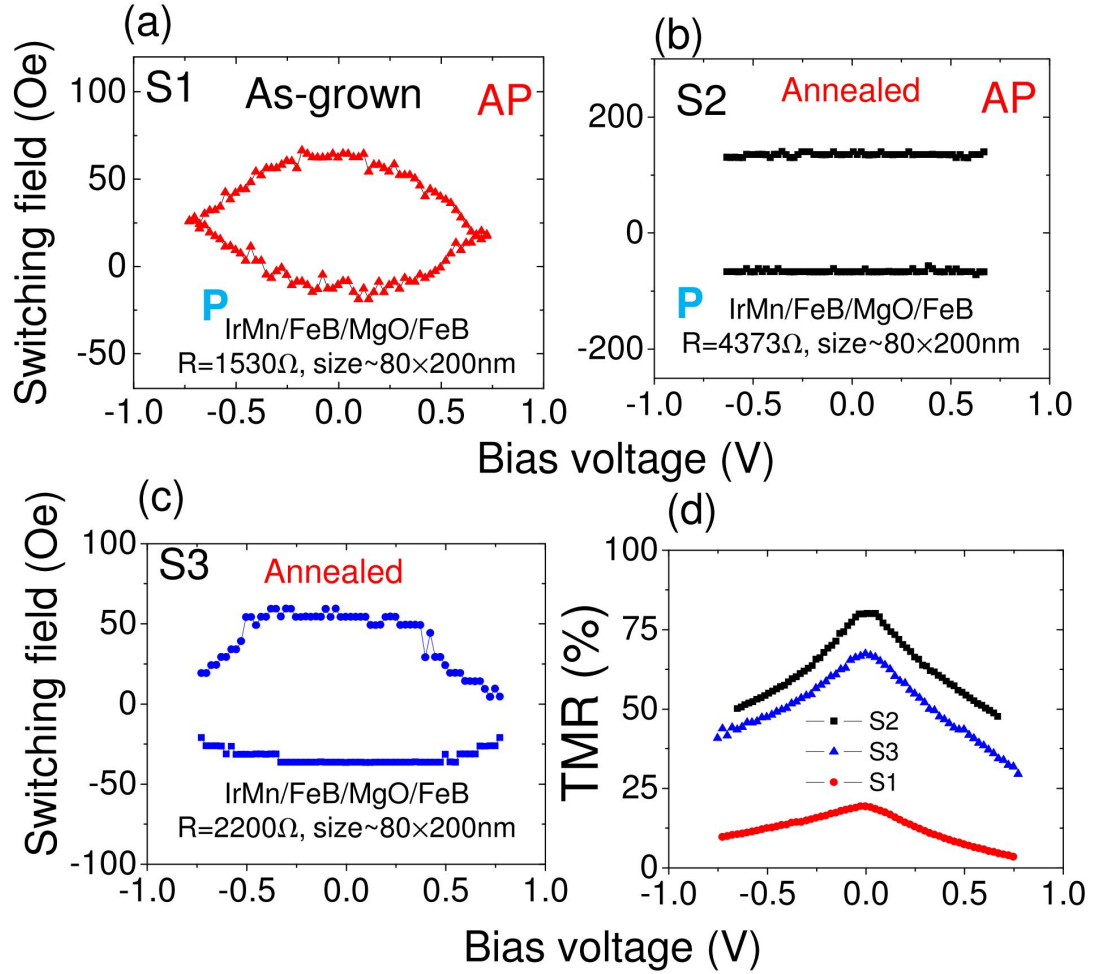 (a)
S1
As-grown
AP
P
IrMn/FeB/MgO/FeB
R=1530Ω, size~80×200nm
100
50
0
-50
-1.0 -0.5 0.0 0.5 1.0
Switching field (Oe)
Bias voltage (V)
(b)
S2
Annealed
AP
P
IrMn/FeB/MgO/FeB
R=4373Ω, size~80×200nm
200
0
-200
-1.0 -0.5 0.0 0.5 1.0
(c)
S3
Annealed
IrMn/FeB/MgO/FeB
R=2200Ω, size~80×200nm
100
50
0
-50
-100
-1.0 -0.5 0.0 0.5 1.0
Switching field (Oe)
Bias voltage (V)
(d)
S2
S3
S1
100
75
50
25
0
-1.0 -0.5 0.0 0.5 1.0
TMR (%)